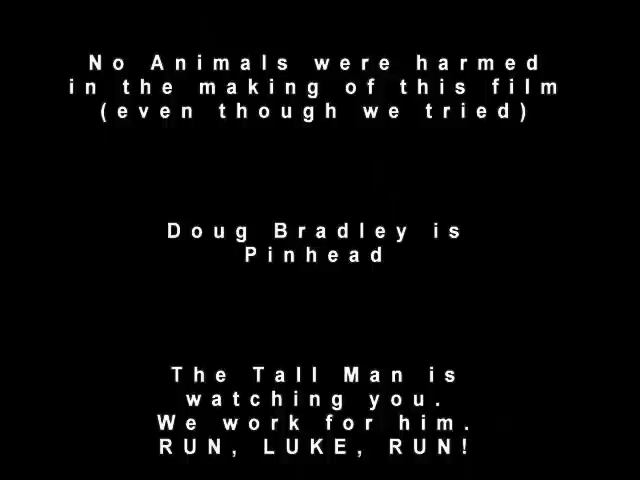 No Animals were harmed
in the making of this film
(even though we tried)
Doug Bradley is
Pinhead
The Tall Man is
watching you.
We work for him.
RUN, LUKE, RUN!